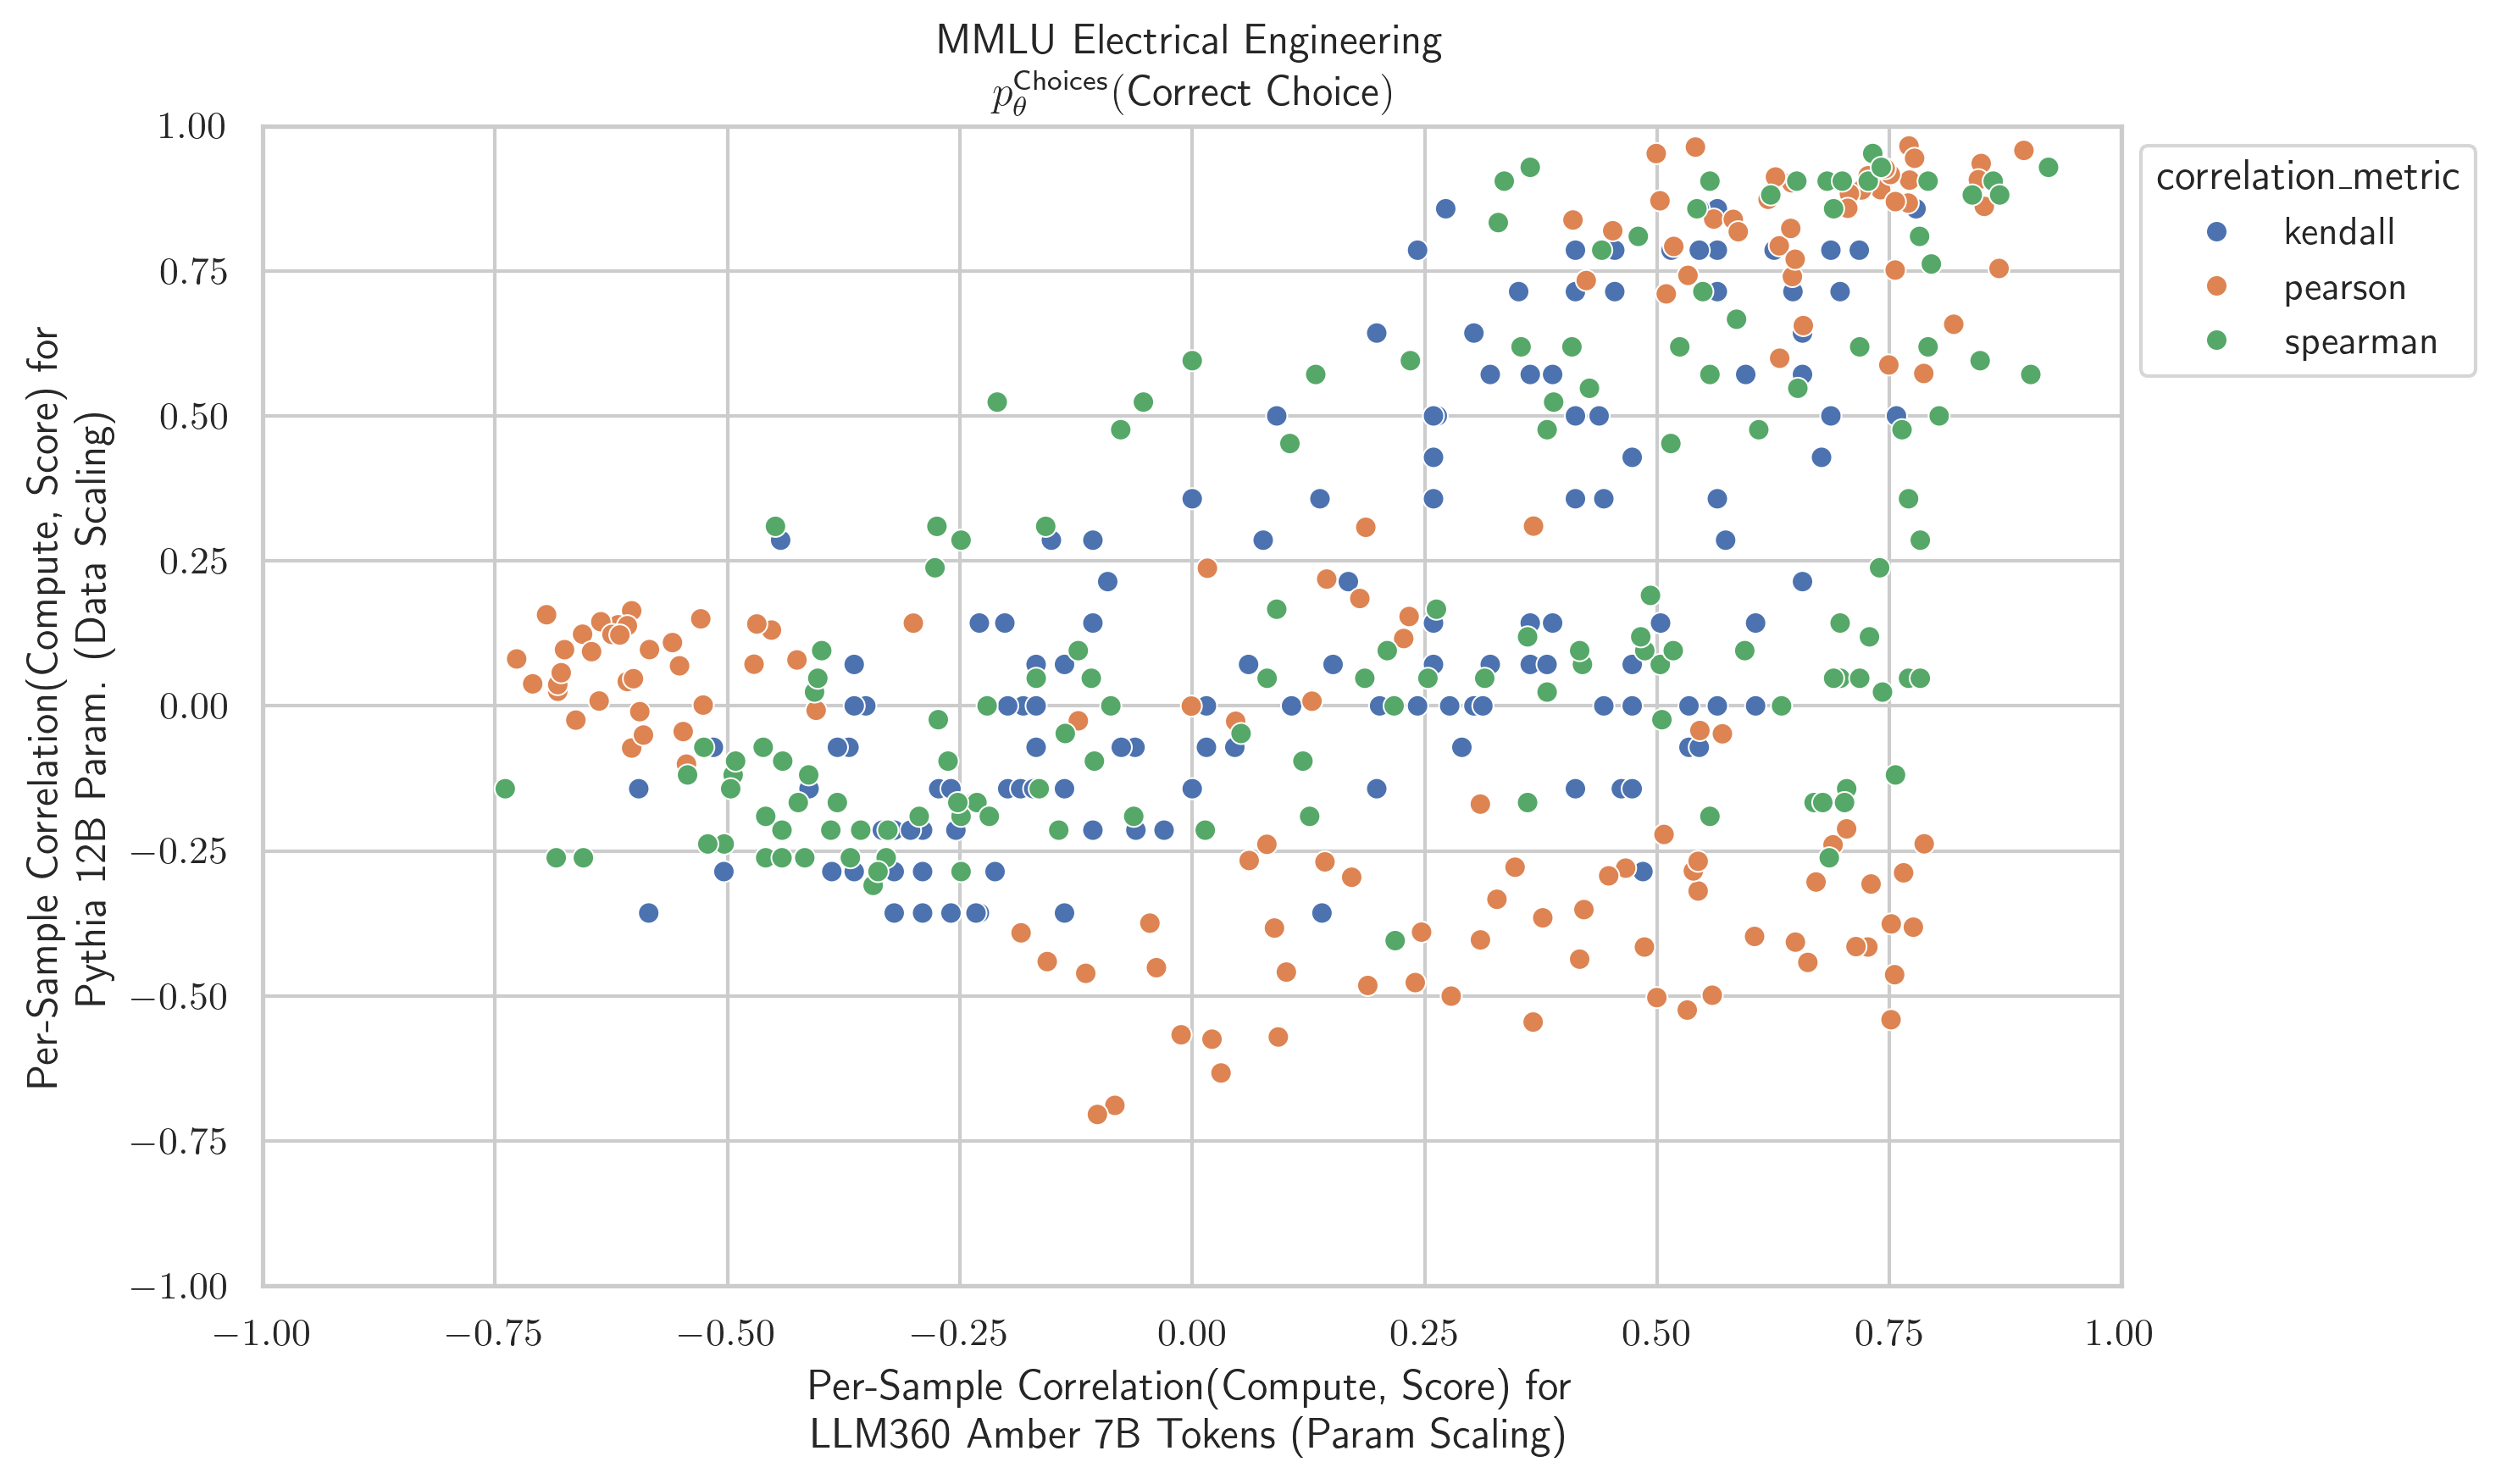 MMLU Electrical Engineering
p_θ^Choices(Correct Choice)
1.00
0.75
0.50
0.25
0.00
−0.25
−0.50
−0.75
−1.00
Per-Sample Correlation(Compute, Score) for
Pythia 12B Param. (Data Scaling)
correlation_metric
kendall
pearson
spearman
−1.00 −0.75 −0.50 −0.25 0.00 0.25 0.50 0.75 1.00
Per-Sample Correlation(Compute, Score) for
LLM360 Amber 7B Tokens (Param Scaling)